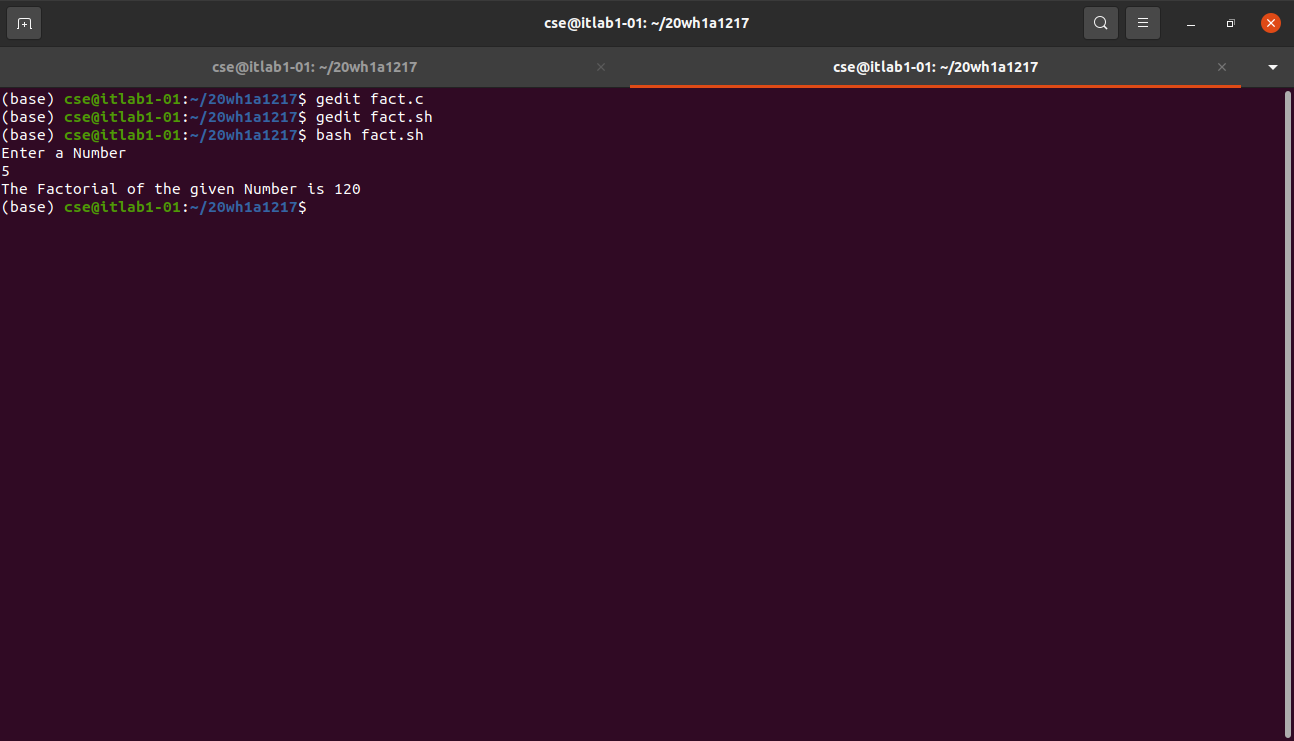 cse@itlab1-01: ~/20wh1a1217
cse@itlab1-01: ~/20wh1a1217
cse@itlab1-01: ~/20wh1a1217
(base) cse@itlab1-01:~/20wh1a1217$ gedit fact.c
(base) cse@itlab1-01:~/20wh1a1217$ gedit fact.sh
(base) cse@itlab1-01:~/20wh1a1217$ bash fact.sh
Enter a Number
5
The Factorial of the given Number is 120
(base) cse@itlab1-01:~/20wh1a1217$